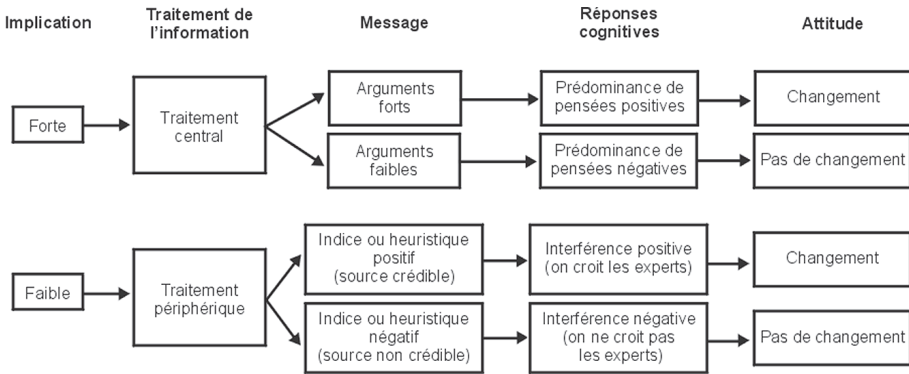 Implication
Traitement de
l'information
Message
Réponses
cognitives
Attitude
Forte
Traitement
central
Arguments
forts
Prédominance de
pensées positives
Changement
Arguments
faibles
Prédominance de
pensées négatives
Pas de changement
Faible
Traitement
périphérique
Indice ou heuristique
positif
(source crédible)
Interférence positive
(on croit les experts)
Changement
Indice ou heuristique
négatif
(source non crédible)
Interférence négative
(on ne croit pas
les experts)
Pas de changement